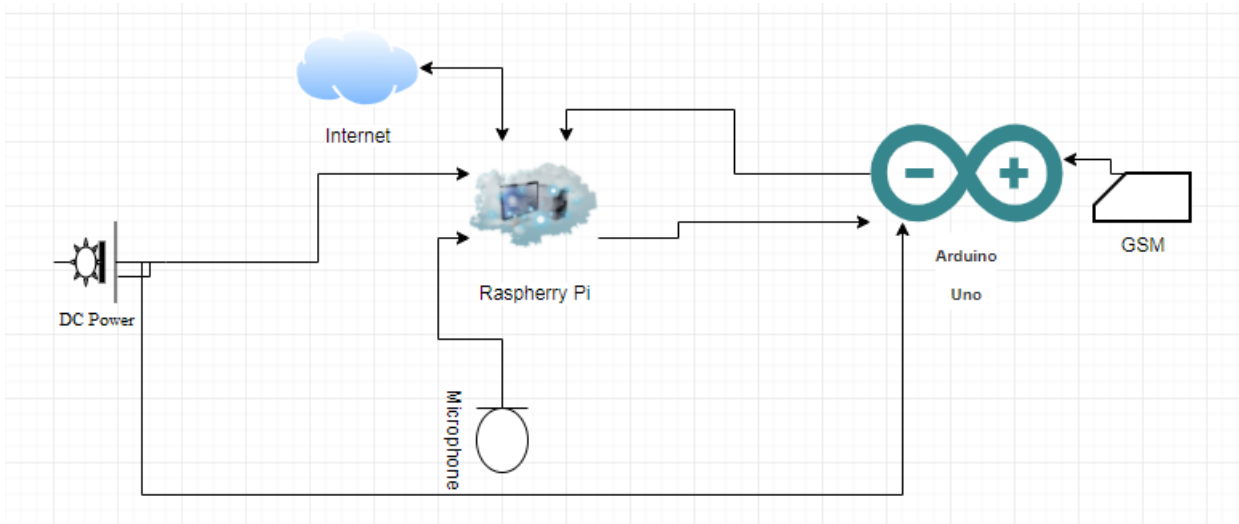 Internet
GSM
Arduino
Uno
Raspherry Pi
DC Power
Microphone